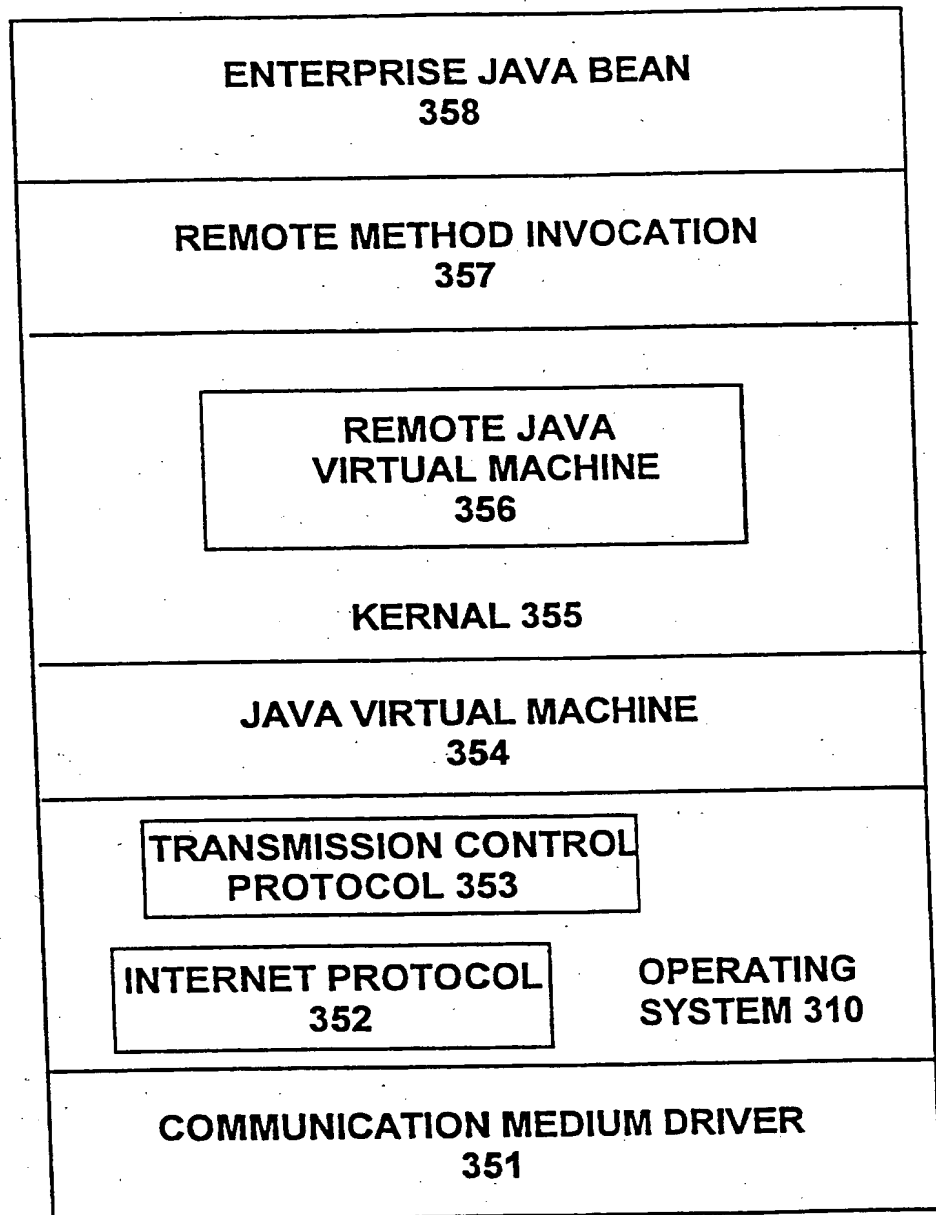 ENTERPRISE JAVA BEAN
358
REMOTE METHOD INVOCATION
357
REMOTE JAVA
VIRTUAL MACHINE
356
KERNAL 355
JAVA VIRTUAL MACHINE
354
TRANSMISSION CONTROL
PROTOCOL 353
INTERNET PROTOCOL
352
OPERATING
SYSTEM 310
COMMUNICATION MEDIUM DRIVER
351